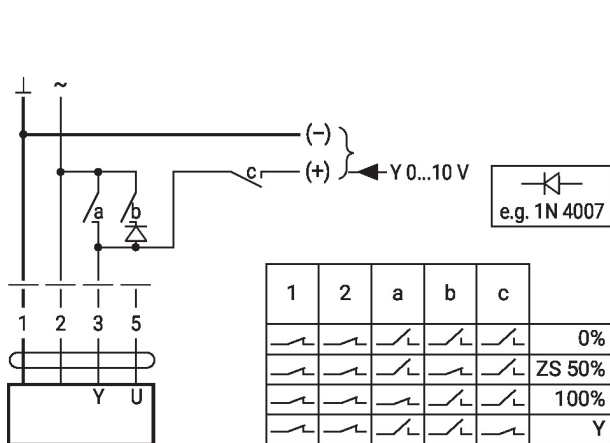 ⊥ ~
(–)
c (+) Y 0...10 V
a b
e.g. 1N 4007
1 2 3 5
Y U
1 2 a b c
0%
ZS 50%
100%
Y